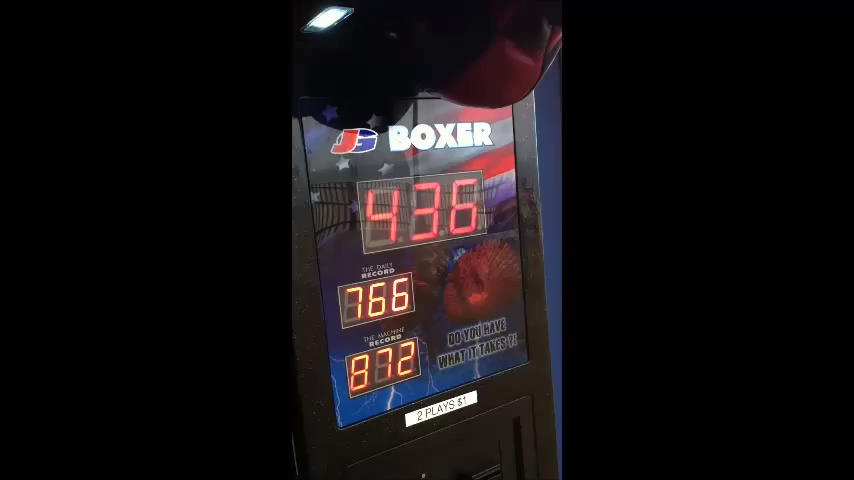 JG BOXER
436
THE DAILY
RECORD
766
THE MACHINE
RECORD
872
DO YOU HAVE
WHAT IT TAKES ?!
2 PLAYS $1